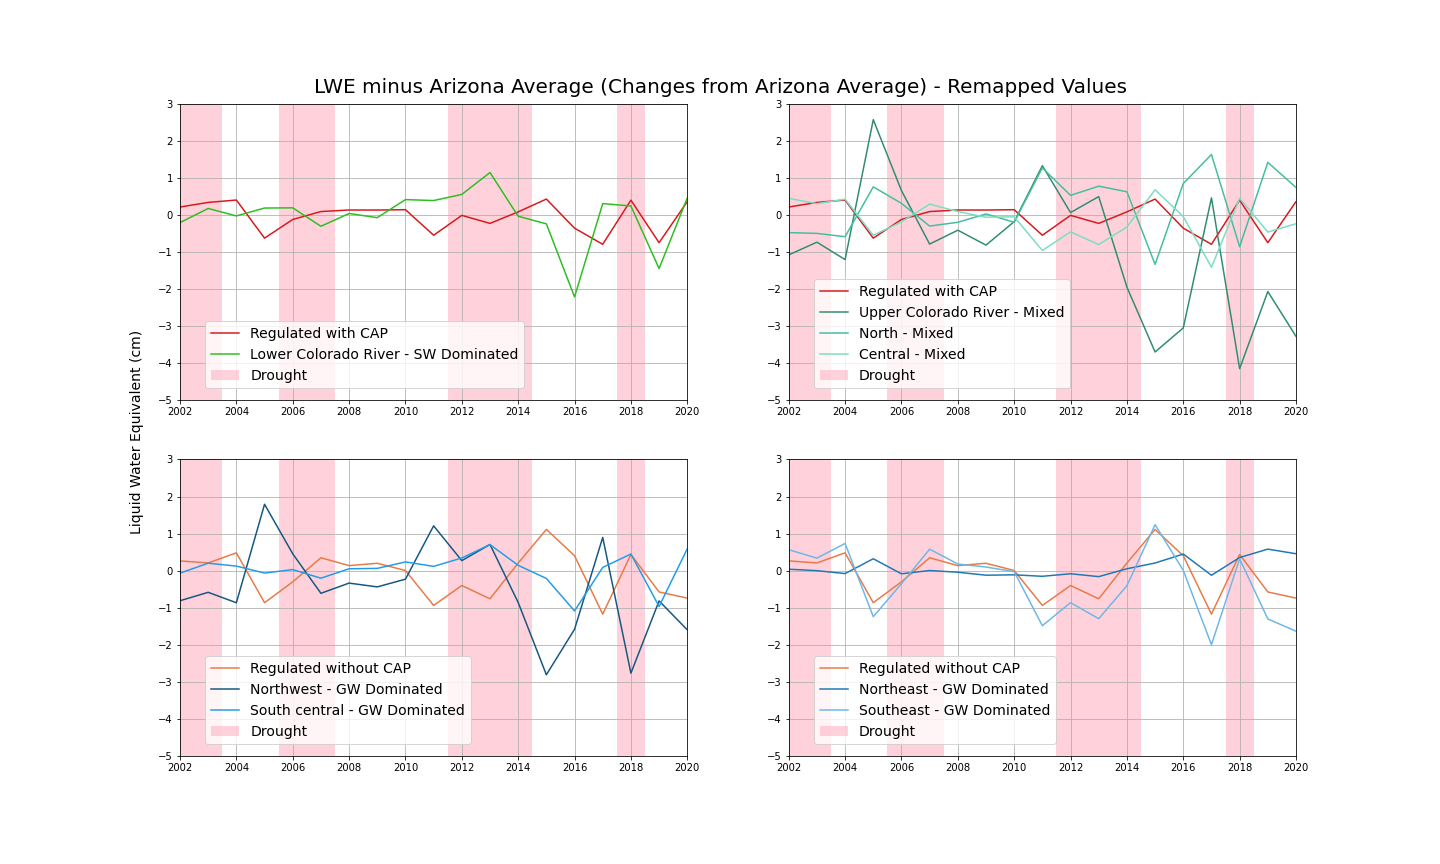 LWE minus Arizona Average (Changes from Arizona Average) - Remapped Values
Liquid Water Equivalent (cm)
3
2
1
0
−1
−2
−3
−4
−5
Regulated with CAP
Lower Colorado River - SW Dominated
Drought
2002 2004 2006 2008 2010 2012 2014 2016 2018 2020
3
2
1
0
−1
−2
−3
−4
−5
Regulated with CAP
Upper Colorado River - Mixed
North - Mixed
Central - Mixed
Drought
2002 2004 2006 2008 2010 2012 2014 2016 2018 2020
3
2
1
0
−1
−2
−3
−4
−5
Regulated without CAP
Northwest - GW Dominated
South central - GW Dominated
Drought
2002 2004 2006 2008 2010 2012 2014 2016 2018 2020
3
2
1
0
−1
−2
−3
−4
−5
Regulated without CAP
Northeast - GW Dominated
Southeast - GW Dominated
Drought
2002 2004 2006 2008 2010 2012 2014 2016 2018 2020